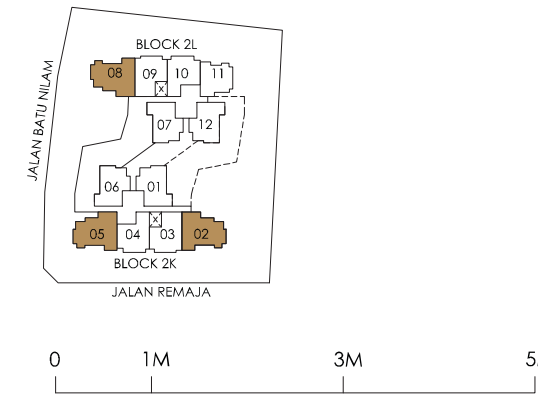 BLOCK 2L
08 09 10 11
X
07 12
JALAN BATU NILAM
06 01
X
05 04 03 02
BLOCK 2K
JALAN REMAJA
0 1M 3M